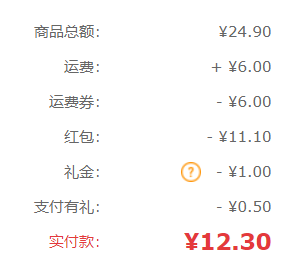 商品总额: ¥24.90
运费: + ¥6.00
运费券: - ¥6.00
红包: - ¥11.10
礼金: ? - ¥1.00
支付有礼: - ¥0.50
实付款: ¥12.30